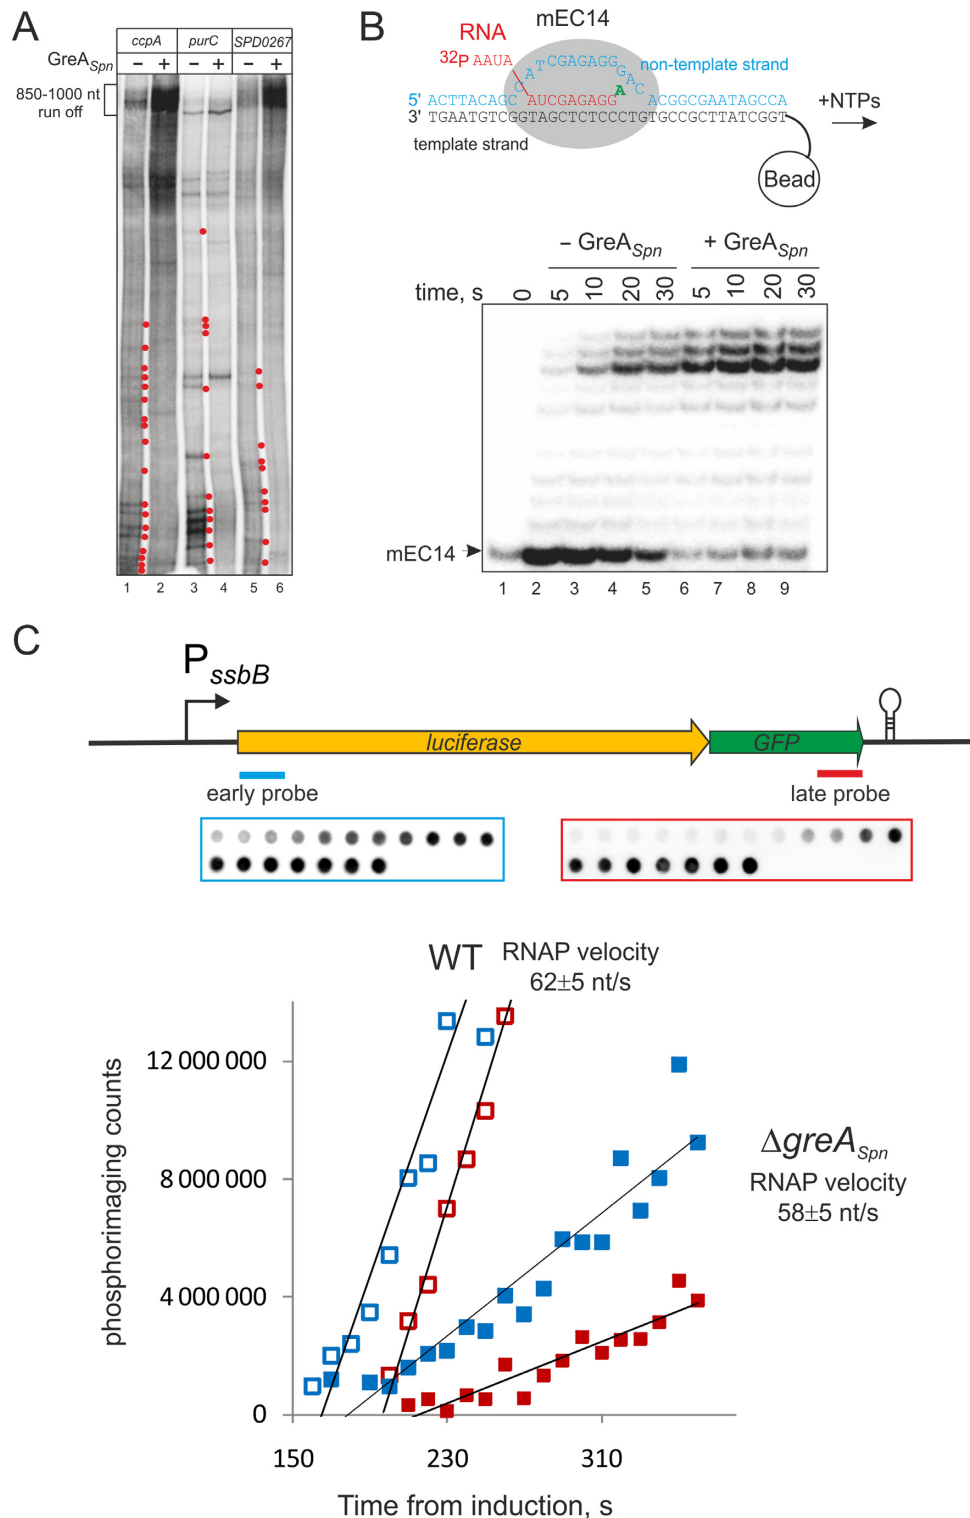 A
ccpA purC SPD0267
GreA Spn – + – + – +
850-1000 nt
run off
1 2 3 4 5 6
B
mEC14
RNA
32P AAUA
CATCGAGAGGGAC
non-template strand
A
5' ACTTACAGC AUCGAGAGG ACGGCGAATAGCCA
3' TGAATGTCGGTAGCTCTCCCTGTGCCGCTTATCGGT
template strand
+NTPs
Bead
– GreA Spn + GreA Spn
time, s 0 5 10 20 30 5 10 20 30
mEC14
1 2 3 4 5 6 7 8 9
C
P ssbB
luciferase GFP
early probe late probe
WT RNAP velocity
62±5 nt/s
phosphorimaging counts
12 000 000
8 000 000
4 000 000
0
ΔgreA Spn
RNAP velocity
58±5 nt/s
150 230 310
Time from induction, s